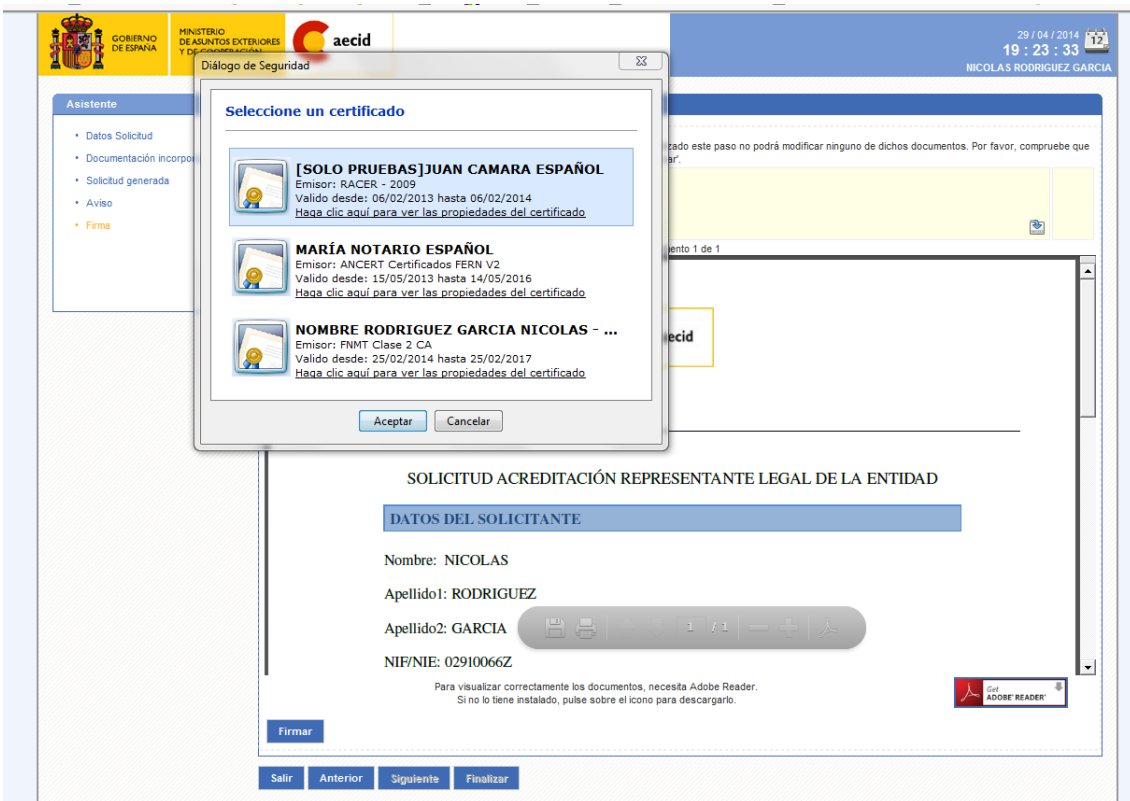 GOBIERNO
DE ESPAÑA
MINISTERIO
DE ASUNTOS EXTERIORES
Y DE COOPERACIÓN
aecid
29 / 04 / 2014
12
19 : 23 : 33
NICOLAS RODRIGUEZ GARCIA
Asistente
• Datos Solicitud
• Documentación incorpo
• Solicitud generada
• Aviso
• Firma
Diálogo de Seguridad
Seleccione un certificado
[SOLO PRUEBAS]JUAN CAMARA ESPAÑOL
Emisor: RACER - 2009
Valido desde: 06/02/2013 hasta 06/02/2014
Haga clic aquí para ver las propiedades del certificado
MARÍA NOTARIO ESPAÑOL
Emisor: ANCERT Certificados FERN V2
Valido desde: 15/05/2013 hasta 14/05/2016
Haga clic aquí para ver las propiedades del certificado
NOMBRE RODRIGUEZ GARCIA NICOLAS - ...
Emisor: FNMT Clase 2 CA
Valido desde: 25/02/2014 hasta 25/02/2017
Haga clic aquí para ver las propiedades del certificado
Aceptar
Cancelar
zado este paso no podrá modificar ninguno de dichos documentos. Por favor, compruebe que
ar'.
ento 1 de 1
ecid
SOLICITUD ACREDITACIÓN REPRESENTANTE LEGAL DE LA ENTIDAD
DATOS DEL SOLICITANTE
Nombre: NICOLAS
Apellido1: RODRIGUEZ
Apellido2: GARCIA
1 / 1
NIF/NIE: 02910066Z
Para visualizar correctamente los documentos, necesita Adobe Reader.
Si no lo tiene instalado, pulse sobre el icono para descargarlo.
Get
ADOBE® READER®
Firmar
Salir
Anterior
Siguiente
Finalizar